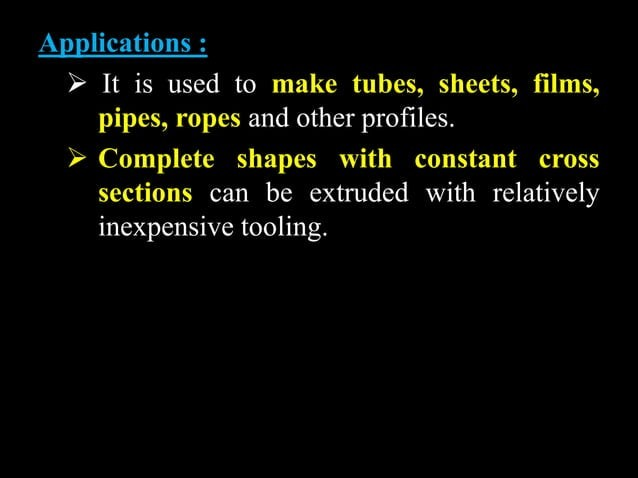 Applications :
➢ It is used to make tubes, sheets, films,
pipes, ropes and other profiles.
➢ Complete shapes with constant cross
sections can be extruded with relatively
inexpensive tooling.